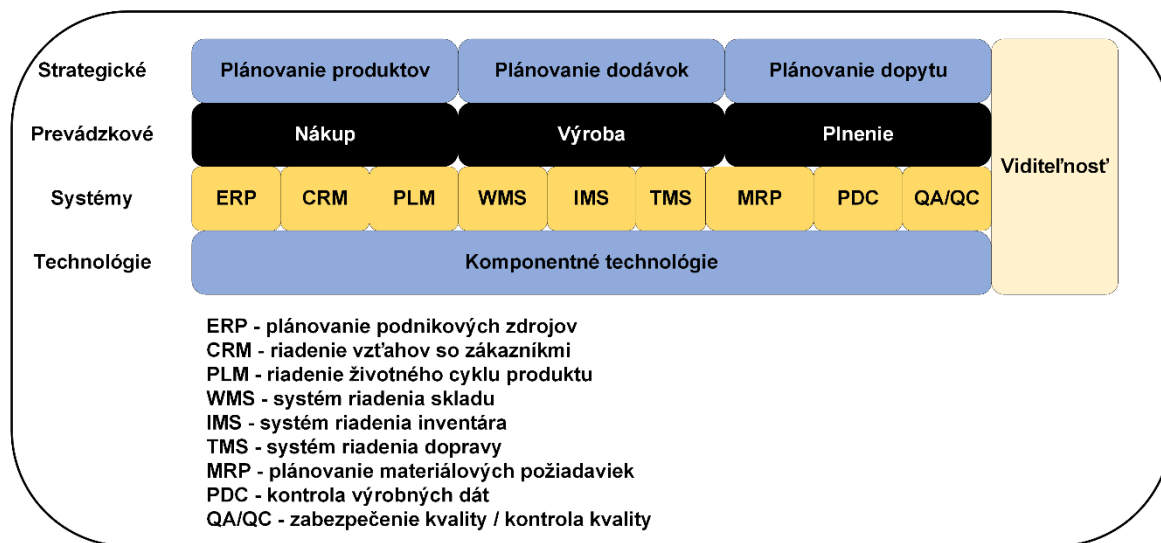 Strategické Plánovanie produktov Plánovanie dodávok Plánovanie dopytu
Prevádzkové Nákup Výroba Plnenie
Viditeľnosť
Systémy ERP CRM PLM WMS IMS TMS MRP PDC QA/QC
Technológie Komponentné technológie
ERP - plánovanie podnikových zdrojov
CRM - riadenie vzťahov so zákazníkmi
PLM - riadenie životného cyklu produktu
WMS - systém riadenia skladu
IMS - systém riadenia inventára
TMS - systém riadenia dopravy
MRP - plánovanie materiálových požiadaviek
PDC - kontrola výrobných dát
QA/QC - zabezpečenie kvality / kontrola kvality